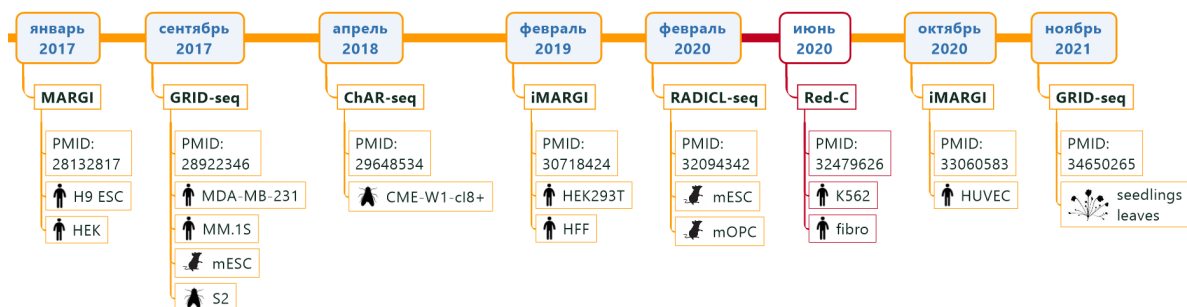 январь
2017
сентябрь
2017
апрель
2018
февраль
2019
февраль
2020
июнь
2020
октябрь
2020
ноябрь
2021
MARGI
PMID:
28132817
H9 ESC
HEK
GRID-seq
PMID:
28922346
MDA-MB-231
MM.1S
mESC
S2
ChAR-seq
PMID:
29648534
CME-W1-cl8+
iMARGI
PMID:
30718424
HEK293T
HFF
RADICL-seq
PMID:
32094342
mESC
mOPC
Red-C
PMID:
32479626
K562
fibro
iMARGI
PMID:
33060583
HUVEC
GRID-seq
PMID:
34650265
seedlings
leaves